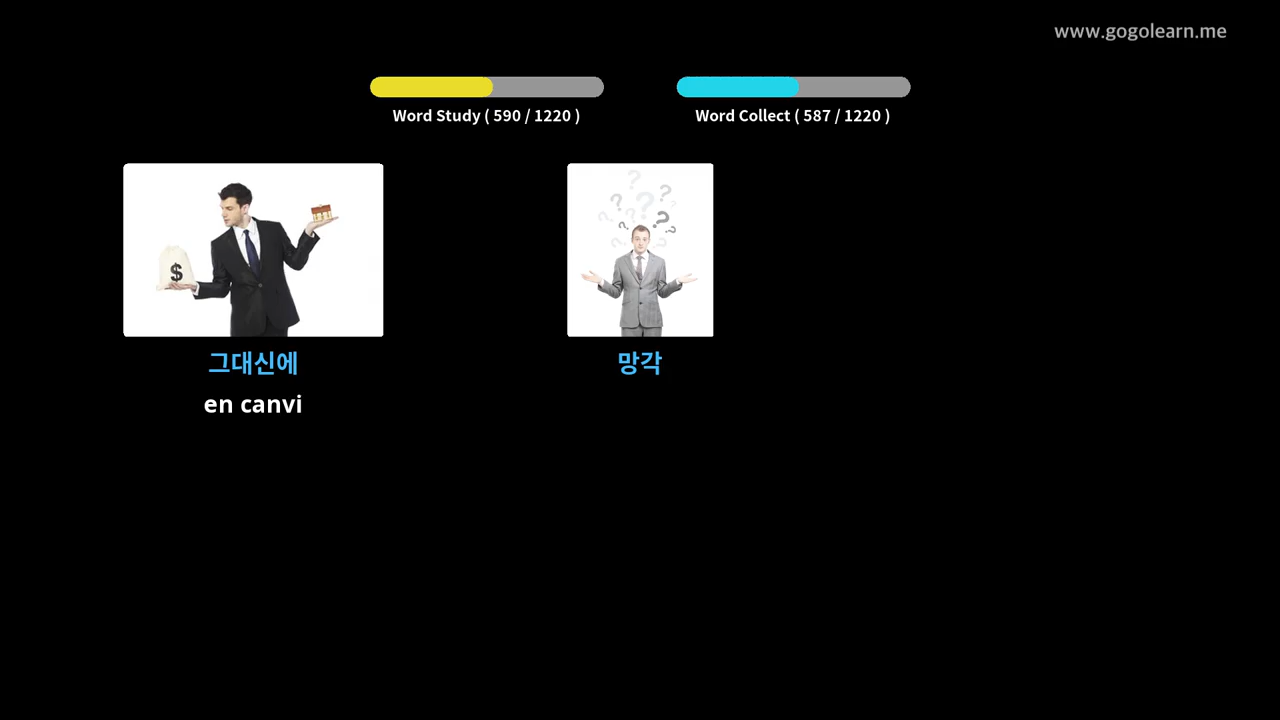 www.gogolearn.me
Word Study ( 590 / 1220 )
Word Collect ( 587 / 1220 )
$
그대신에
en canvi
? ? ? ? ? ? ? ? ? ? ? ?
망각